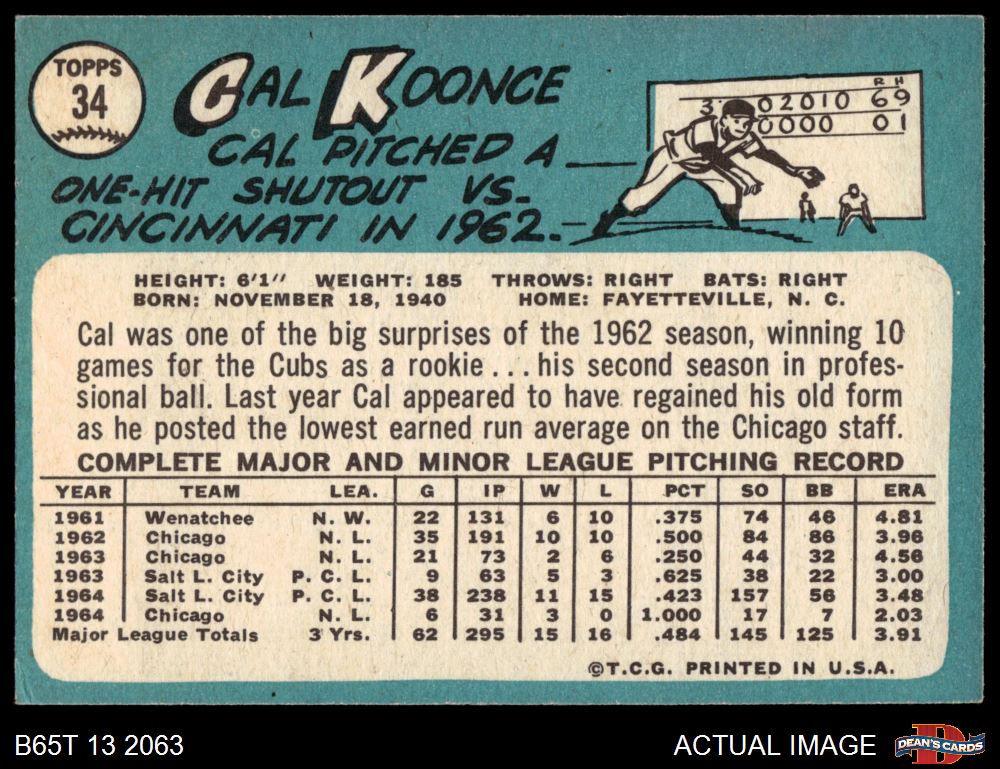 TOPPS
34
CAL KOONCE
CAL PITCHED A
ONE-HIT SHUTOUT VS.
CINCINNATI IN 1962.
R H
3 02010 69
0000 01
HEIGHT: 6'1" WEIGHT: 185 THROWS: RIGHT BATS: RIGHT
BORN: NOVEMBER 18, 1940 HOME: FAYETTEVILLE, N. C.
Cal was one of the big surprises of the 1962 season, winning 10
games for the Cubs as a rookie . . . his second season in profes-
sional ball. Last year Cal appeared to have regained his old form
as he posted the lowest earned run average on the Chicago staff.
COMPLETE MAJOR AND MINOR LEAGUE PITCHING RECORD
YEAR TEAM LEA. G IP W L PCT SO BB ERA
1961 Wenatchee N. W. 22 131 6 10 .375 74 46 4.81
1962 Chicago N. L. 35 191 10 10 .500 84 86 3.96
1963 Chicago N. L. 21 73 2 6 .250 44 32 4.56
1963 Salt L. City P. C. L. 9 63 5 3 .625 38 22 3.00
1964 Salt L. City P. C. L. 38 238 11 15 .423 157 56 3.48
1964 Chicago N. L. 6 31 3 0 1.000 17 7 2.03
Major League Totals 3 Yrs. 62 295 15 16 .484 145 125 3.91
©T.C.G. PRINTED IN U.S.A.
B65T 13 2063
ACTUAL IMAGE
D
DEAN'S CARDS